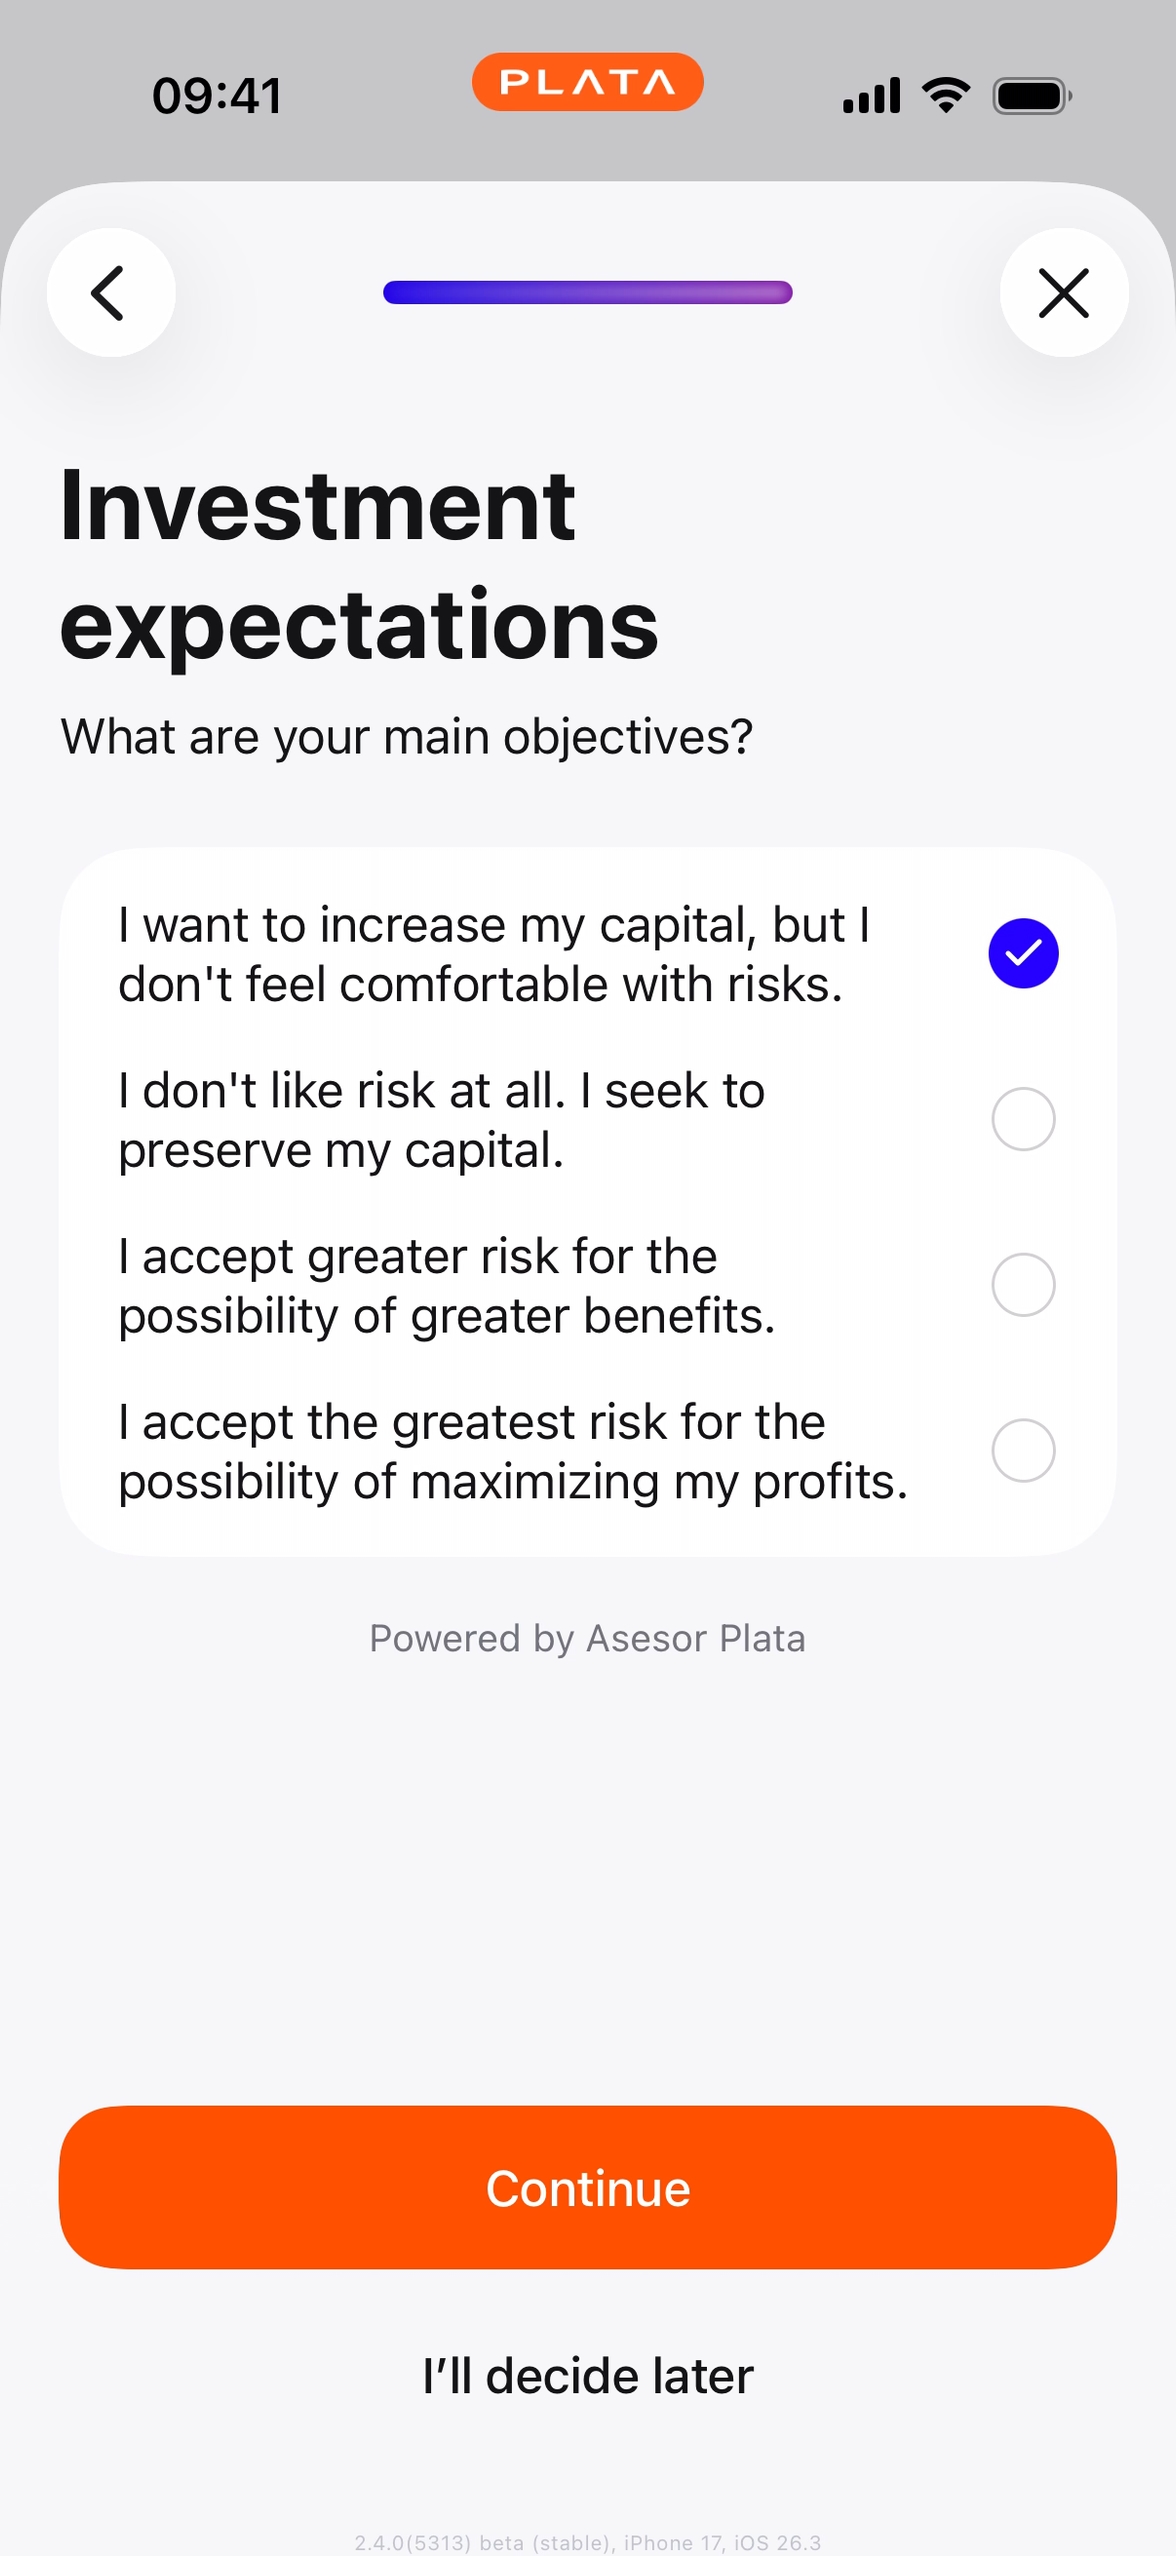 09:41
PLATA
Investment
expectations
What are your main objectives?
I want to increase my capital, but I
don't feel comfortable with risks.
I don't like risk at all. I seek to
preserve my capital.
I accept greater risk for the
possibility of greater benefits.
I accept the greatest risk for the
possibility of maximizing my profits.
Powered by Asesor Plata
Continue
I’ll decide later
2.4.0(5313) beta (stable), iPhone 17, iOS 26.3